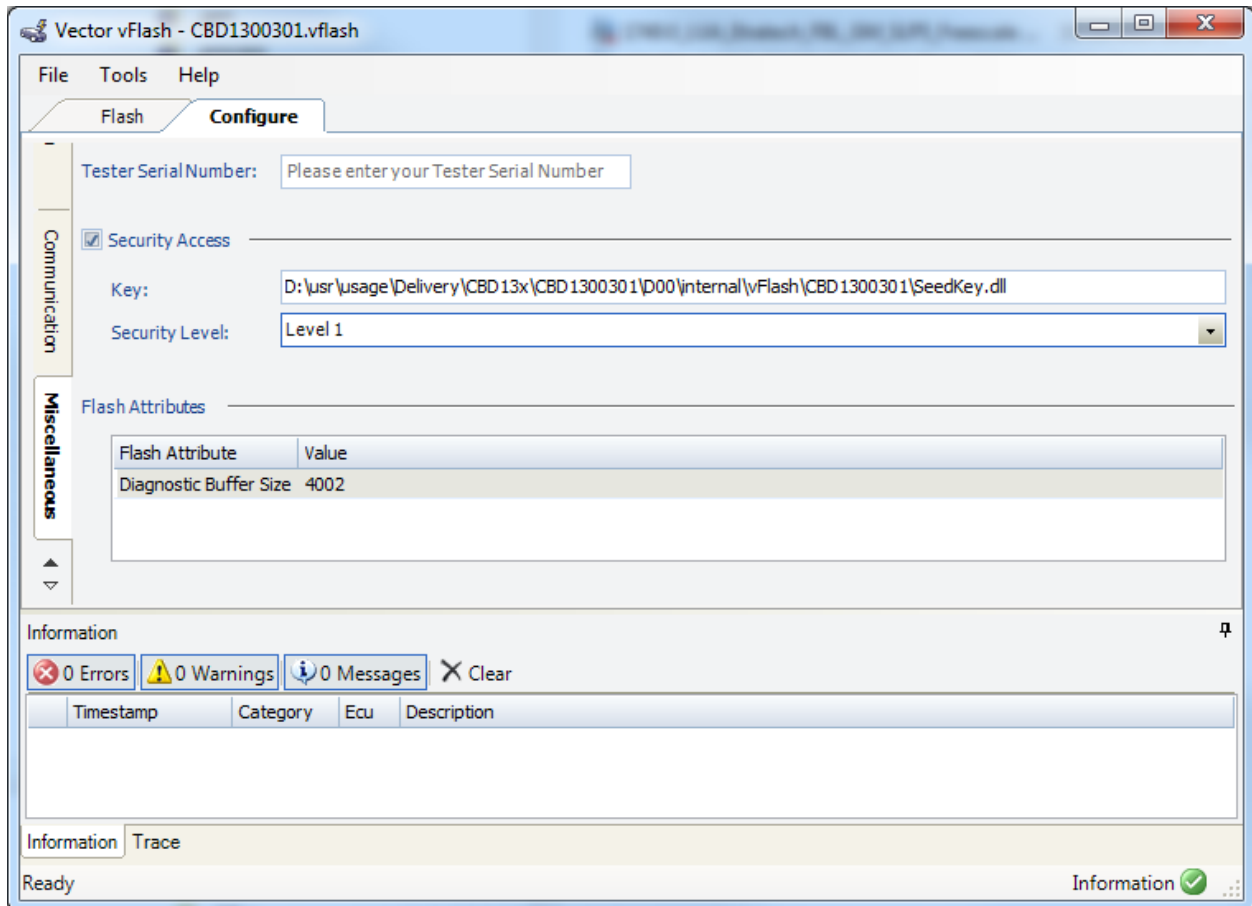 Vector vFlash - CBD1300301.vflash
File Tools Help
Flash Configure
Tester Serial Number: Please enter your Tester Serial Number
Communication
Security Access
Key: D:\usr\usage\Delivery\CBD13x\CBD1300301\D00\internal\vFlash\CBD1300301\SeedKey.dll
Security Level: Level 1
Miscellaneous
Flash Attributes
Flash Attribute Value
Diagnostic Buffer Size 4002
Information
0 Errors 0 Warnings 0 Messages Clear
Timestamp Category Ecu Description
Information Trace
Ready Information